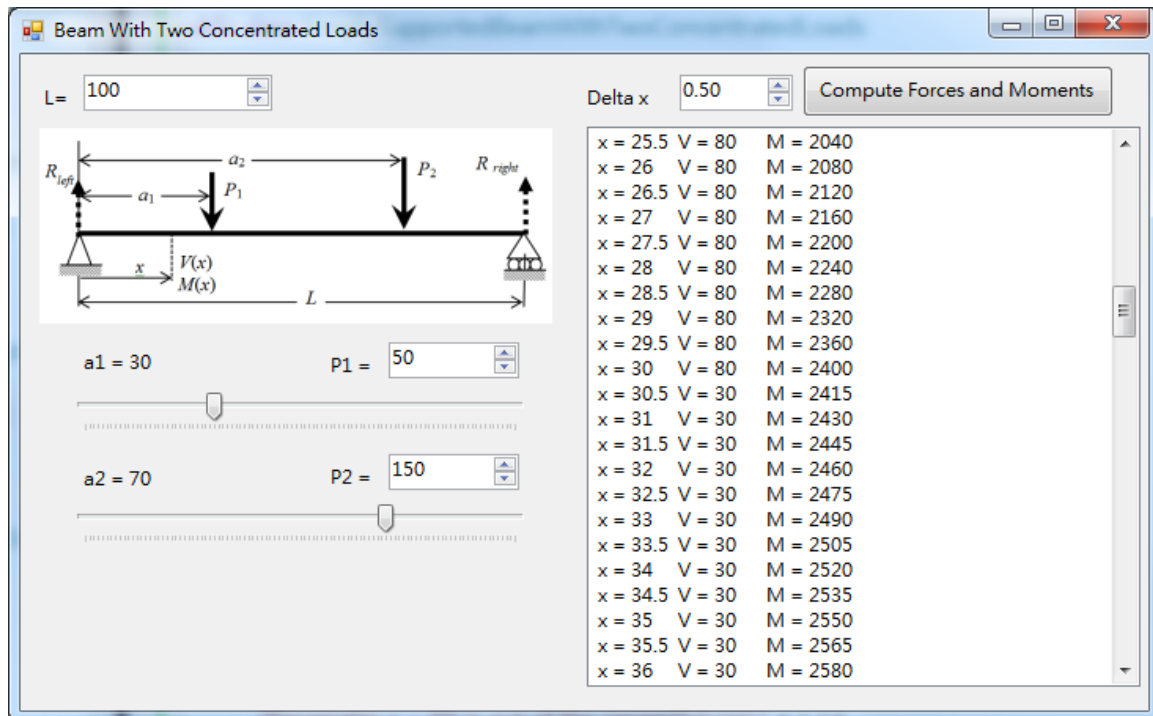 Beam With Two Concentrated Loads
L= 100
Delta x 0.50 Compute Forces and Moments
R left
a2
P2
R right
a1
P1
x
V(x)
M(x)
L
a1 = 30 P1 = 50
a2 = 70 P2 = 150
x = 25.5 V = 80 M = 2040
x = 26 V = 80 M = 2080
x = 26.5 V = 80 M = 2120
x = 27 V = 80 M = 2160
x = 27.5 V = 80 M = 2200
x = 28 V = 80 M = 2240
x = 28.5 V = 80 M = 2280
x = 29 V = 80 M = 2320
x = 29.5 V = 80 M = 2360
x = 30 V = 80 M = 2400
x = 30.5 V = 30 M = 2415
x = 31 V = 30 M = 2430
x = 31.5 V = 30 M = 2445
x = 32 V = 30 M = 2460
x = 32.5 V = 30 M = 2475
x = 33 V = 30 M = 2490
x = 33.5 V = 30 M = 2505
x = 34 V = 30 M = 2520
x = 34.5 V = 30 M = 2535
x = 35 V = 30 M = 2550
x = 35.5 V = 30 M = 2565
x = 36 V = 30 M = 2580